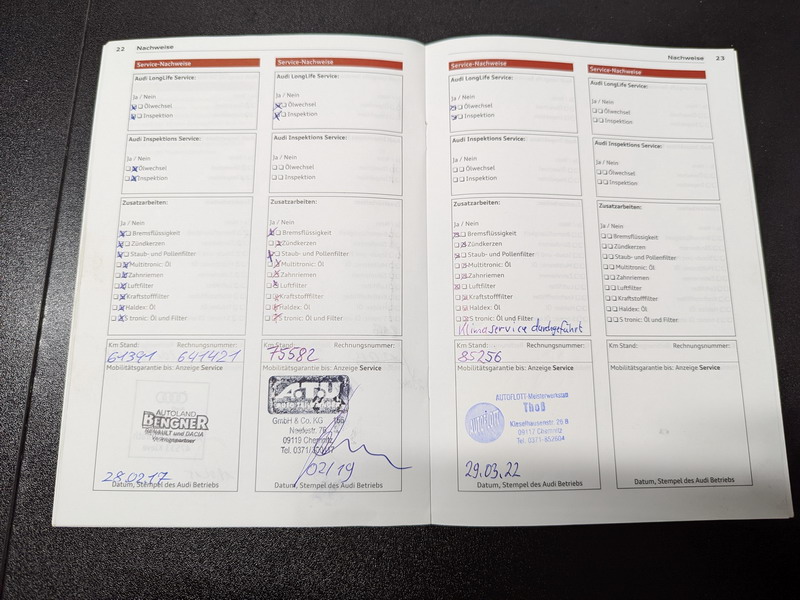 22 Nachweise
Service-Nachweise
Audi LongLife Service:
Ja / Nein
Ölwechsel
Inspektion
Audi Inspektions Service:
Ja / Nein
Ölwechsel
Inspektion
Zusatzarbeiten:
Ja / Nein
Bremsflüssigkeit
Zündkerzen
Staub- und Pollenfilter
Multitronic: Öl
Zahnriemen
Luftfilter
Kraftstofffilter
Haldex: Öl
S tronic: Öl und Filter
Km Stand: Rechnungsnummer:
61391 641421
Mobilitätsgarantie bis: Anzeige Service
AUTOLAND
BENGNER
RENAULT und DACIA
Vertragspartner
28.02.17
Datum, Stempel des Audi Betriebs
Service-Nachweise
Audi LongLife Service:
Ja / Nein
Ölwechsel
Inspektion
Audi Inspektions Service:
Ja / Nein
Ölwechsel
Inspektion
Zusatzarbeiten:
Ja / Nein
Bremsflüssigkeit
Zündkerzen
Staub- und Pollenfilter
Multitronic: Öl
Zahnriemen
Luftfilter
Kraftstofffilter
Haldex: Öl
S tronic: Öl und Filter
Km Stand: Rechnungsnummer:
75582
Mobilitätsgarantie bis: Anzeige Service
ATU
GmbH & Co. KG
09119 Chemnitz
02/19
Datum, Stempel des Audi Betriebs
Nachweise 23
Service-Nachweise
Audi LongLife Service:
Ja / Nein
Ölwechsel
Inspektion
Audi Inspektions Service:
Ja / Nein
Ölwechsel
Inspektion
Zusatzarbeiten:
Ja / Nein
Bremsflüssigkeit
Zündkerzen
Staub- und Pollenfilter
Multitronic: Öl
Zahnriemen
Luftfilter
Kraftstofffilter
Haldex: Öl
S tronic: Öl und Filter
Klimaservice durchgeführt
Km Stand: Rechnungsnummer:
85256
Mobilitätsgarantie bis: Anzeige Service
AUTOFLOTT-Meisterwerkstatt
Thoß
09117 Chemnitz
Tel. 0371-852604
29.03.22
Datum, Stempel des Audi Betriebs
Service-Nachweise
Audi LongLife Service:
Ja / Nein
Ölwechsel
Inspektion
Audi Inspektions Service:
Ja / Nein
Ölwechsel
Inspektion
Zusatzarbeiten:
Ja / Nein
Bremsflüssigkeit
Zündkerzen
Staub- und Pollenfilter
Multitronic: Öl
Zahnriemen
Luftfilter
Kraftstofffilter
Haldex: Öl
S tronic: Öl und Filter
Km Stand: Rechnungsnummer:
Mobilitätsgarantie bis: Anzeige Service
Datum, Stempel des Audi Betriebs